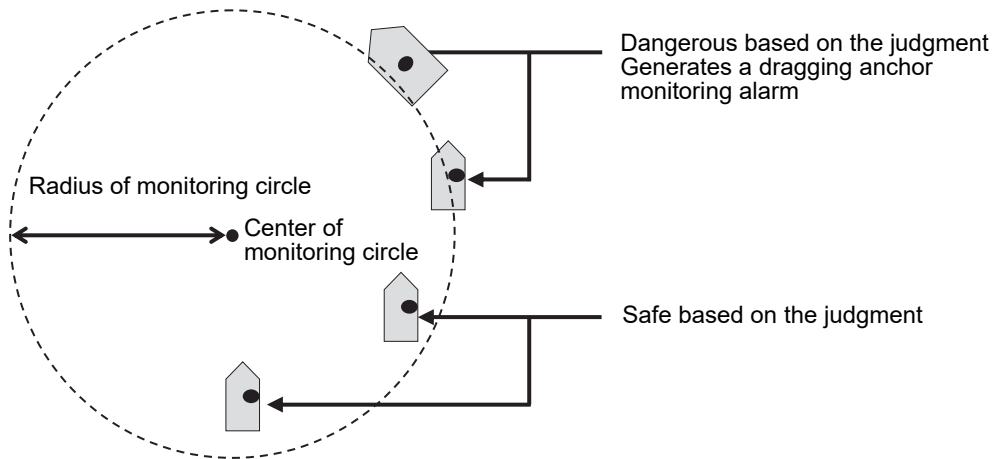 Dangerous based on the judgment
Generates a dragging anchor
monitoring alarm
Radius of monitoring circle
Center of
monitoring circle
Safe based on the judgment